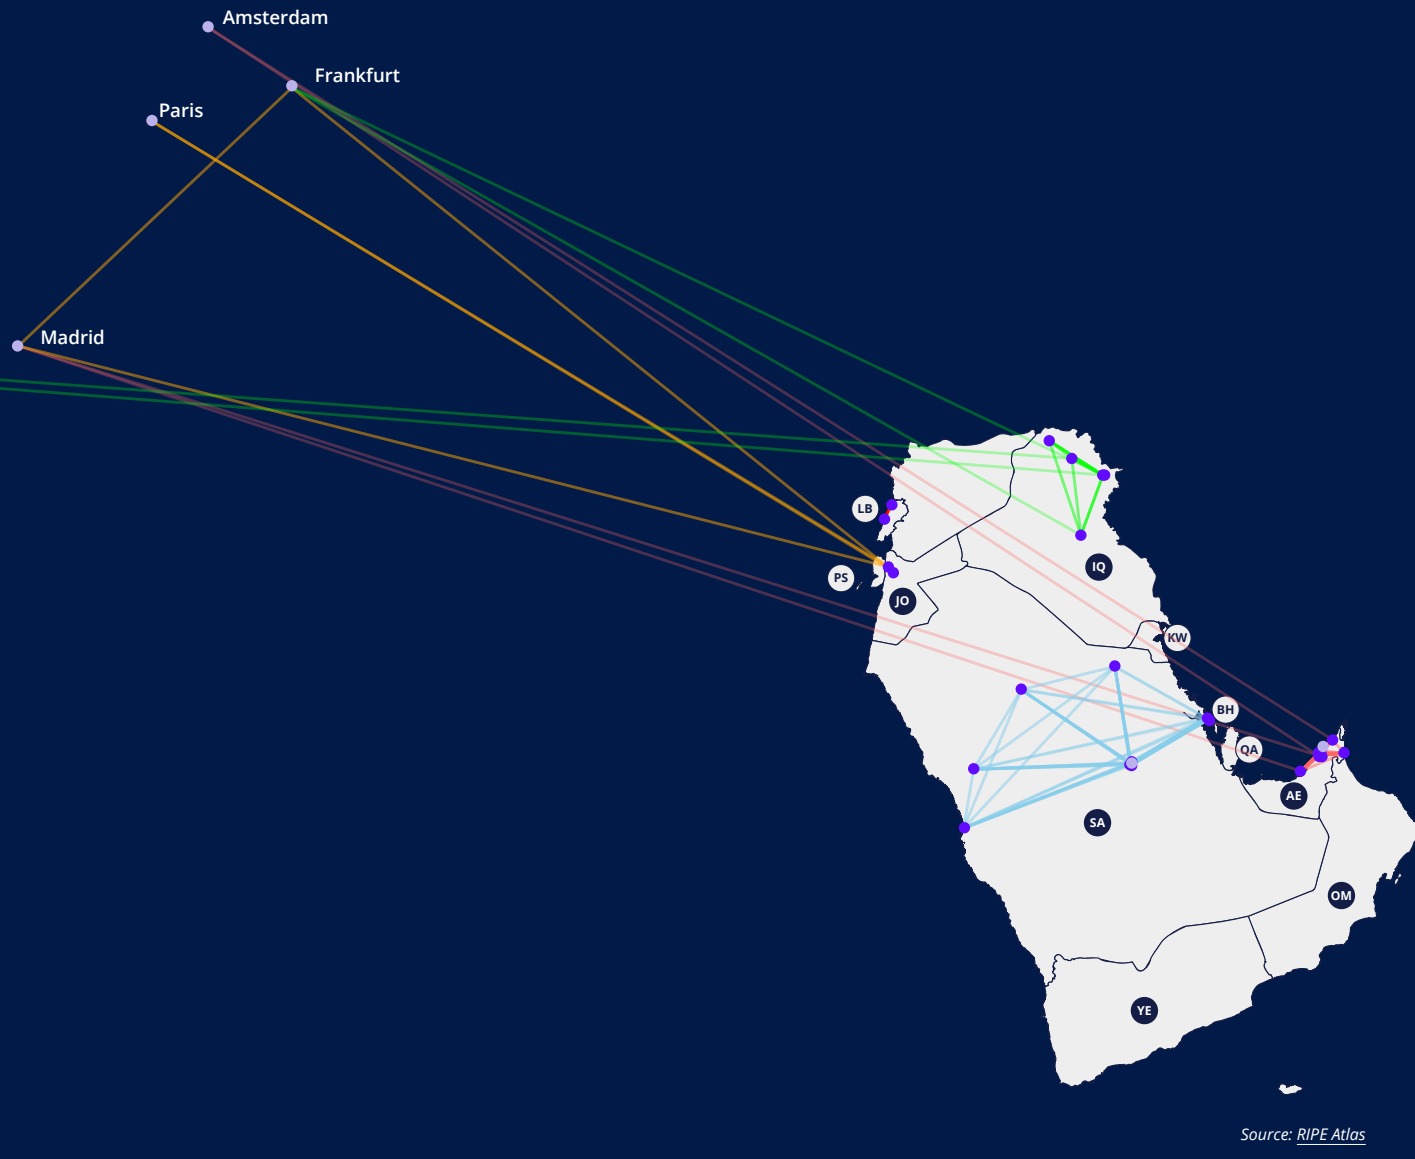 Amsterdam
Frankfurt
Paris
Madrid
LB
IQ
PS
JO
KW
BH
QA
AE
SA
OM
YE
Source: RIPE Atlas